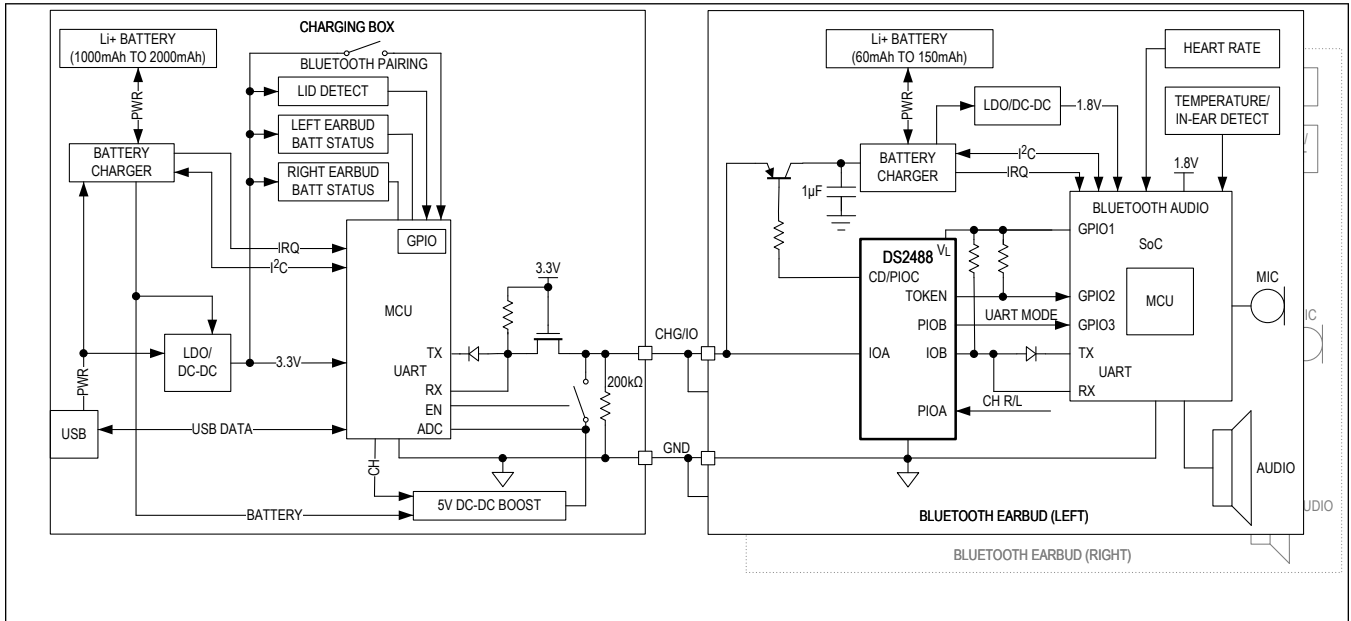 CHARGING BOX
Li+ BATTERY
(1000mAh TO 2000mAh)
BLUETOOTH PAIRING
LID DETECT
PWR
LEFT EARBUD
BATT STATUS
BATTERY
CHARGER
RIGHT EARBUD
BATT STATUS
GPIO
IRQ
I²C
MCU
3.3V
LDO/
DC-DC
3.3V
TX
UART
RX
EN
ADC
200kΩ
PWR
USB
USB DATA
CH
5V DC-DC BOOST
BATTERY
CHG/IO
GND
Li+ BATTERY
(60mAh TO 150mAh)
HEART RATE
PWR
LDO/DC-DC
1.8V
TEMPERATURE/
IN-EAR DETECT
BATTERY
CHARGER
I²C
IRQ
1.8V
1µF
BLUETOOTH AUDIO
SoC
GPIO1
DS2488
VL
CD/PIOC
TOKEN
GPIO2
MCU
MIC
UART MODE
PIOB
GPIO3
IOA
IOB
TX
UART
RX
PIOA
CH R/L
AUDIO
BLUETOOTH EARBUD (LEFT)
/
IC
UDIO
BLUETOOTH EARBUD (RIGHT)